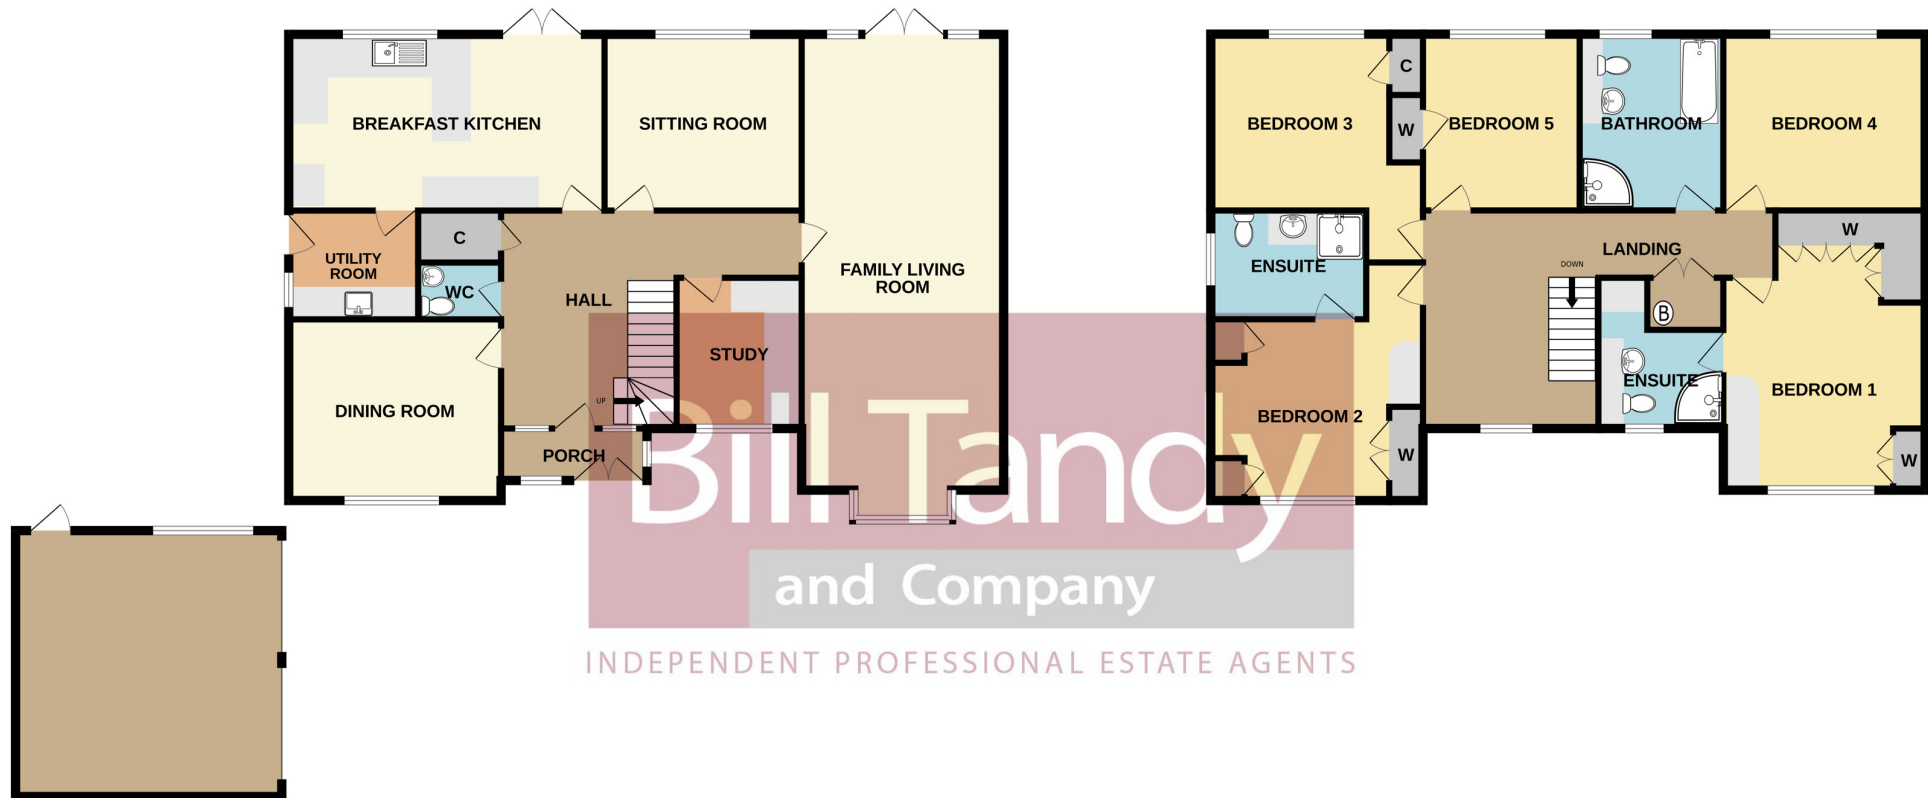 BREAKFAST KITCHEN
SITTING ROOM
FAMILY LIVING
ROOM
UTILITY
ROOM
C
WC
HALL
STUDY
DINING ROOM
UP
PORCH
BEDROOM 3
C
W
BEDROOM 5
BATHROOM
BEDROOM 4
ENSUITE
LANDING
W
DOWN
B
ENSUITE
BEDROOM 1
BEDROOM 2
W
W
Bill Tandy
and Company
INDEPENDENT PROFESSIONAL ESTATE AGENTS